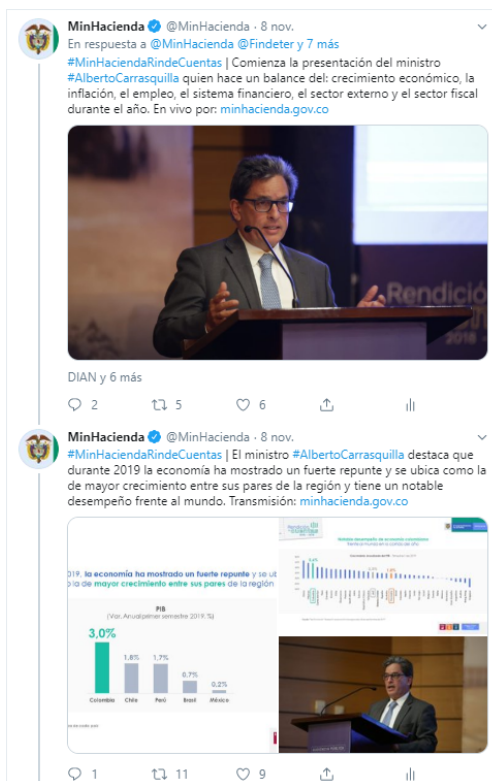 MinHacienda @MinHacienda · 8 nov.
En respuesta a @MinHacienda @Findeter y 7 más
#MinHaciendaRindeCuentas | Comienza la presentación del ministro
#AlbertoCarrasquilla quien hace un balance del: crecimiento económico, la
inflación, el empleo, el sistema financiero, el sector externo y el sector fiscal
durante el año. En vivo por: minhacienda.gov.co
Rendició
2018 -
DIAN y 6 más
2 5 6
MinHacienda @MinHacienda · 8 nov.
#MinHaciendaRindeCuentas | El ministro #AlbertoCarrasquilla destaca que
durante 2019 la economía ha mostrado un fuerte repunte y se ubica como la
de mayor crecimiento entre sus pares de la región y tiene un notable
desempeño frente al mundo. Transmisión: minhacienda.gov.co
019, la economía ha mostrado un fuerte repunte y se ub
o la de mayor crecimiento entre sus pares de la región
PIB
(Var. Anual primer semestre 2019, %)
3,0%
1,8% 1,7%
0,7%
0,2%
Colombia Chile Perú Brasil México
1 11 9